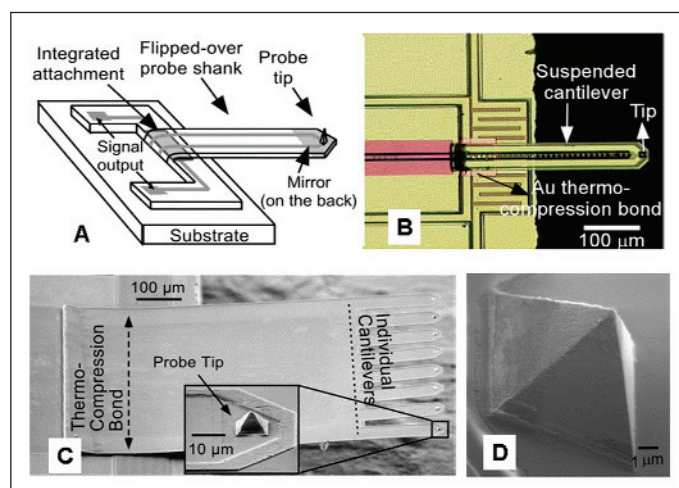 Integrated
attachment
Flipped-over
probe shank
Probe
tip
Signal
output
Mirror
(on the back)
Substrate
A
Suspended
cantilever
Tip
Au thermo-
compression bond
B
100 µm
100 µm
Thermo-
Compression
Bond
Probe Tip
10 µm
Individual
Cantilevers
C
D
1 µm